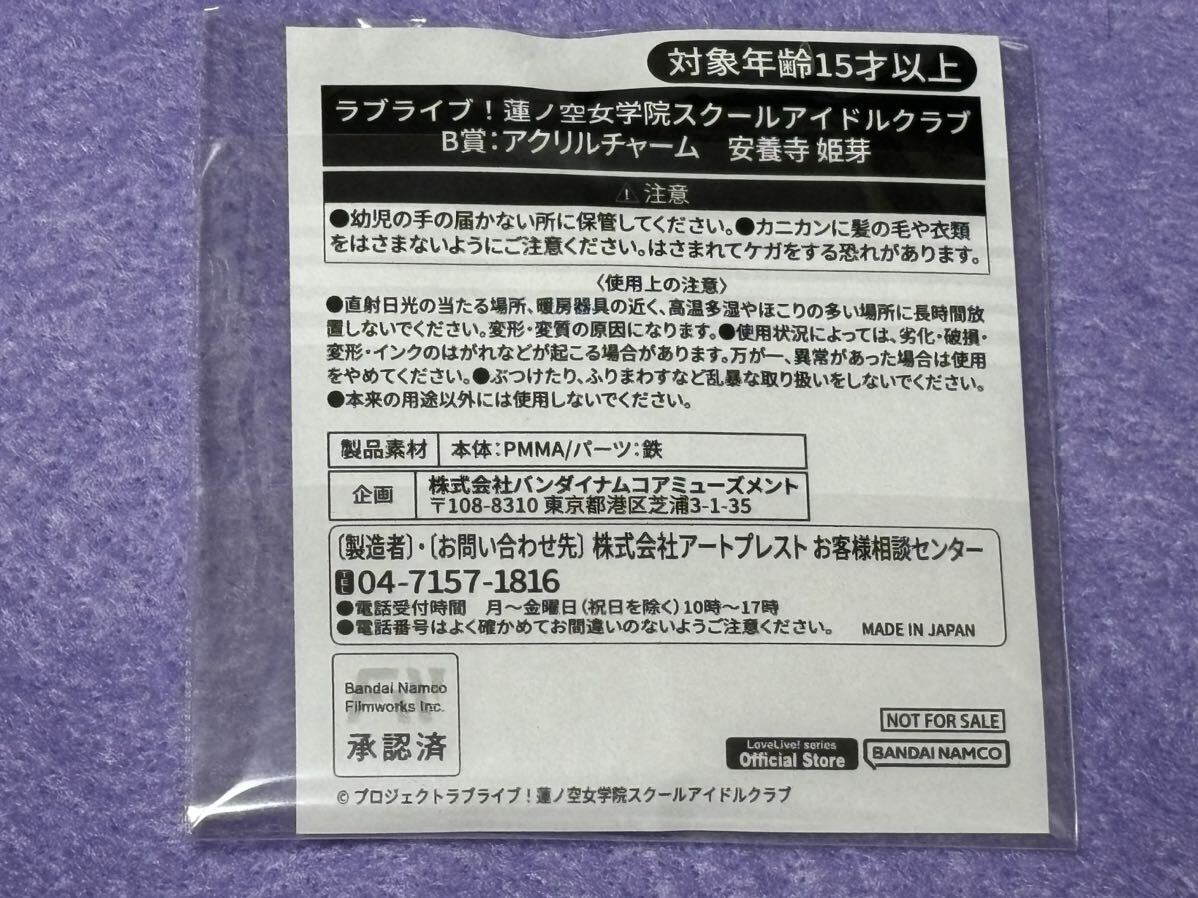 対象年齢15才以上
ラブライブ！蓮ノ空女学院スクールアイドルクラブ
B賞：アクリルチャーム　安養寺 姫芽
⚠注意
●幼児の手の届かない所に保管してください。●カニカンに髪の毛や衣類
をはさまないようにご注意ください。はさまれてケガをする恐れがあります。
〈使用上の注意〉
●直射日光の当たる場所、暖房器具の近く、高温多湿やほこりの多い場所に長時間放
置しないでください。変形・変質の原因になります。●使用状況によっては、劣化・破損・
変形・インクのはがれなどが起こる場合があります。万が一、異常があった場合は使用
をやめてください。●ぶつけたり、ふりまわすなど乱暴な取り扱いをしないでください。
●本来の用途以外には使用しないでください。
製品素材 本体：PMMA/パーツ：鉄
企画 株式会社バンダイナムコアミューズメント
〒108-8310 東京都港区芝浦3-1-35
〔製造者〕・〔お問い合わせ先〕株式会社アートプレスト お客様相談センター
TEL 04-7157-1816
●電話受付時間　月～金曜日（祝日を除く）10時～17時
●電話番号はよく確かめてお間違いのないようご注意ください。 MADE IN JAPAN
Bandai Namco
Filmworks Inc.
承認済
NOT FOR SALE
LoveLive! series
Official Store
BANDAI NAMCO
© プロジェクトラブライブ！蓮ノ空女学院スクールアイドルクラブ